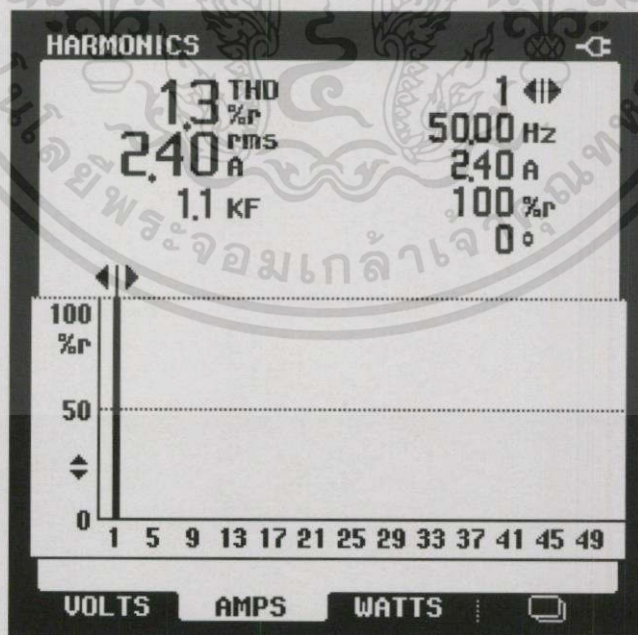 HARMONICS
1.3 THD %r
2.40 rms A
1.1 KF
1
50.00 Hz
2.40 A
100 %r
0°
100
%r
50
0
1 5 9 13 17 21 25 29 33 37 41 45 49
VOLTS AMPS WATTS